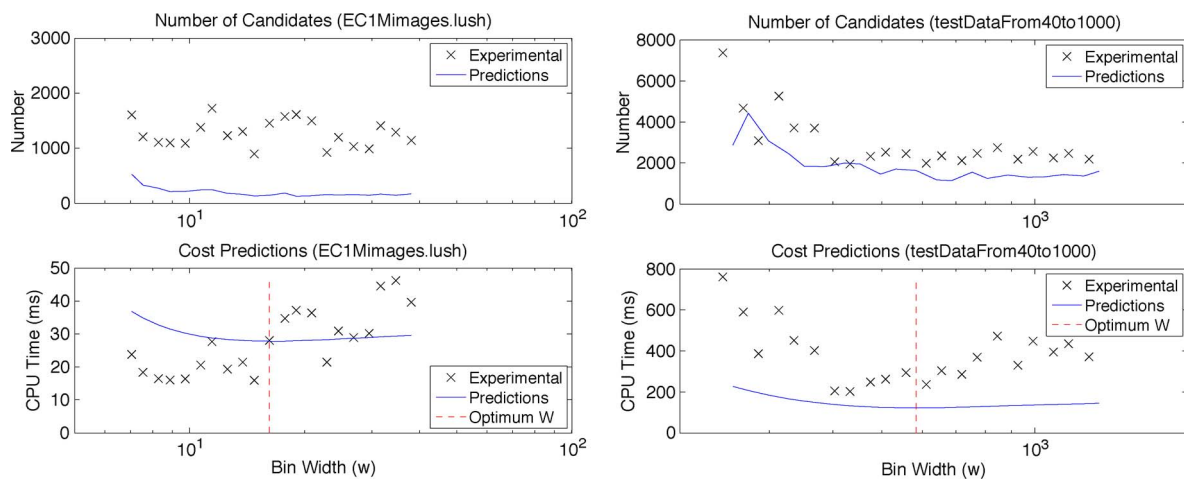 Number of Candidates (EC1Mimages.lush)
3000
2000
1000
0
Number
Experimental
Predictions
10^1
10^2
Number of Candidates (testDataFrom40to1000)
8000
6000
4000
2000
0
Number
Experimental
Predictions
10^3
Cost Predictions (EC1Mimages.lush)
50
40
30
20
10
0
CPU Time (ms)
Experimental
Predictions
Optimum W
10^1
10^2
Bin Width (w)
Cost Predictions (testDataFrom40to1000)
800
600
400
200
0
CPU Time (ms)
Experimental
Predictions
Optimum W
10^3
Bin Width (w)